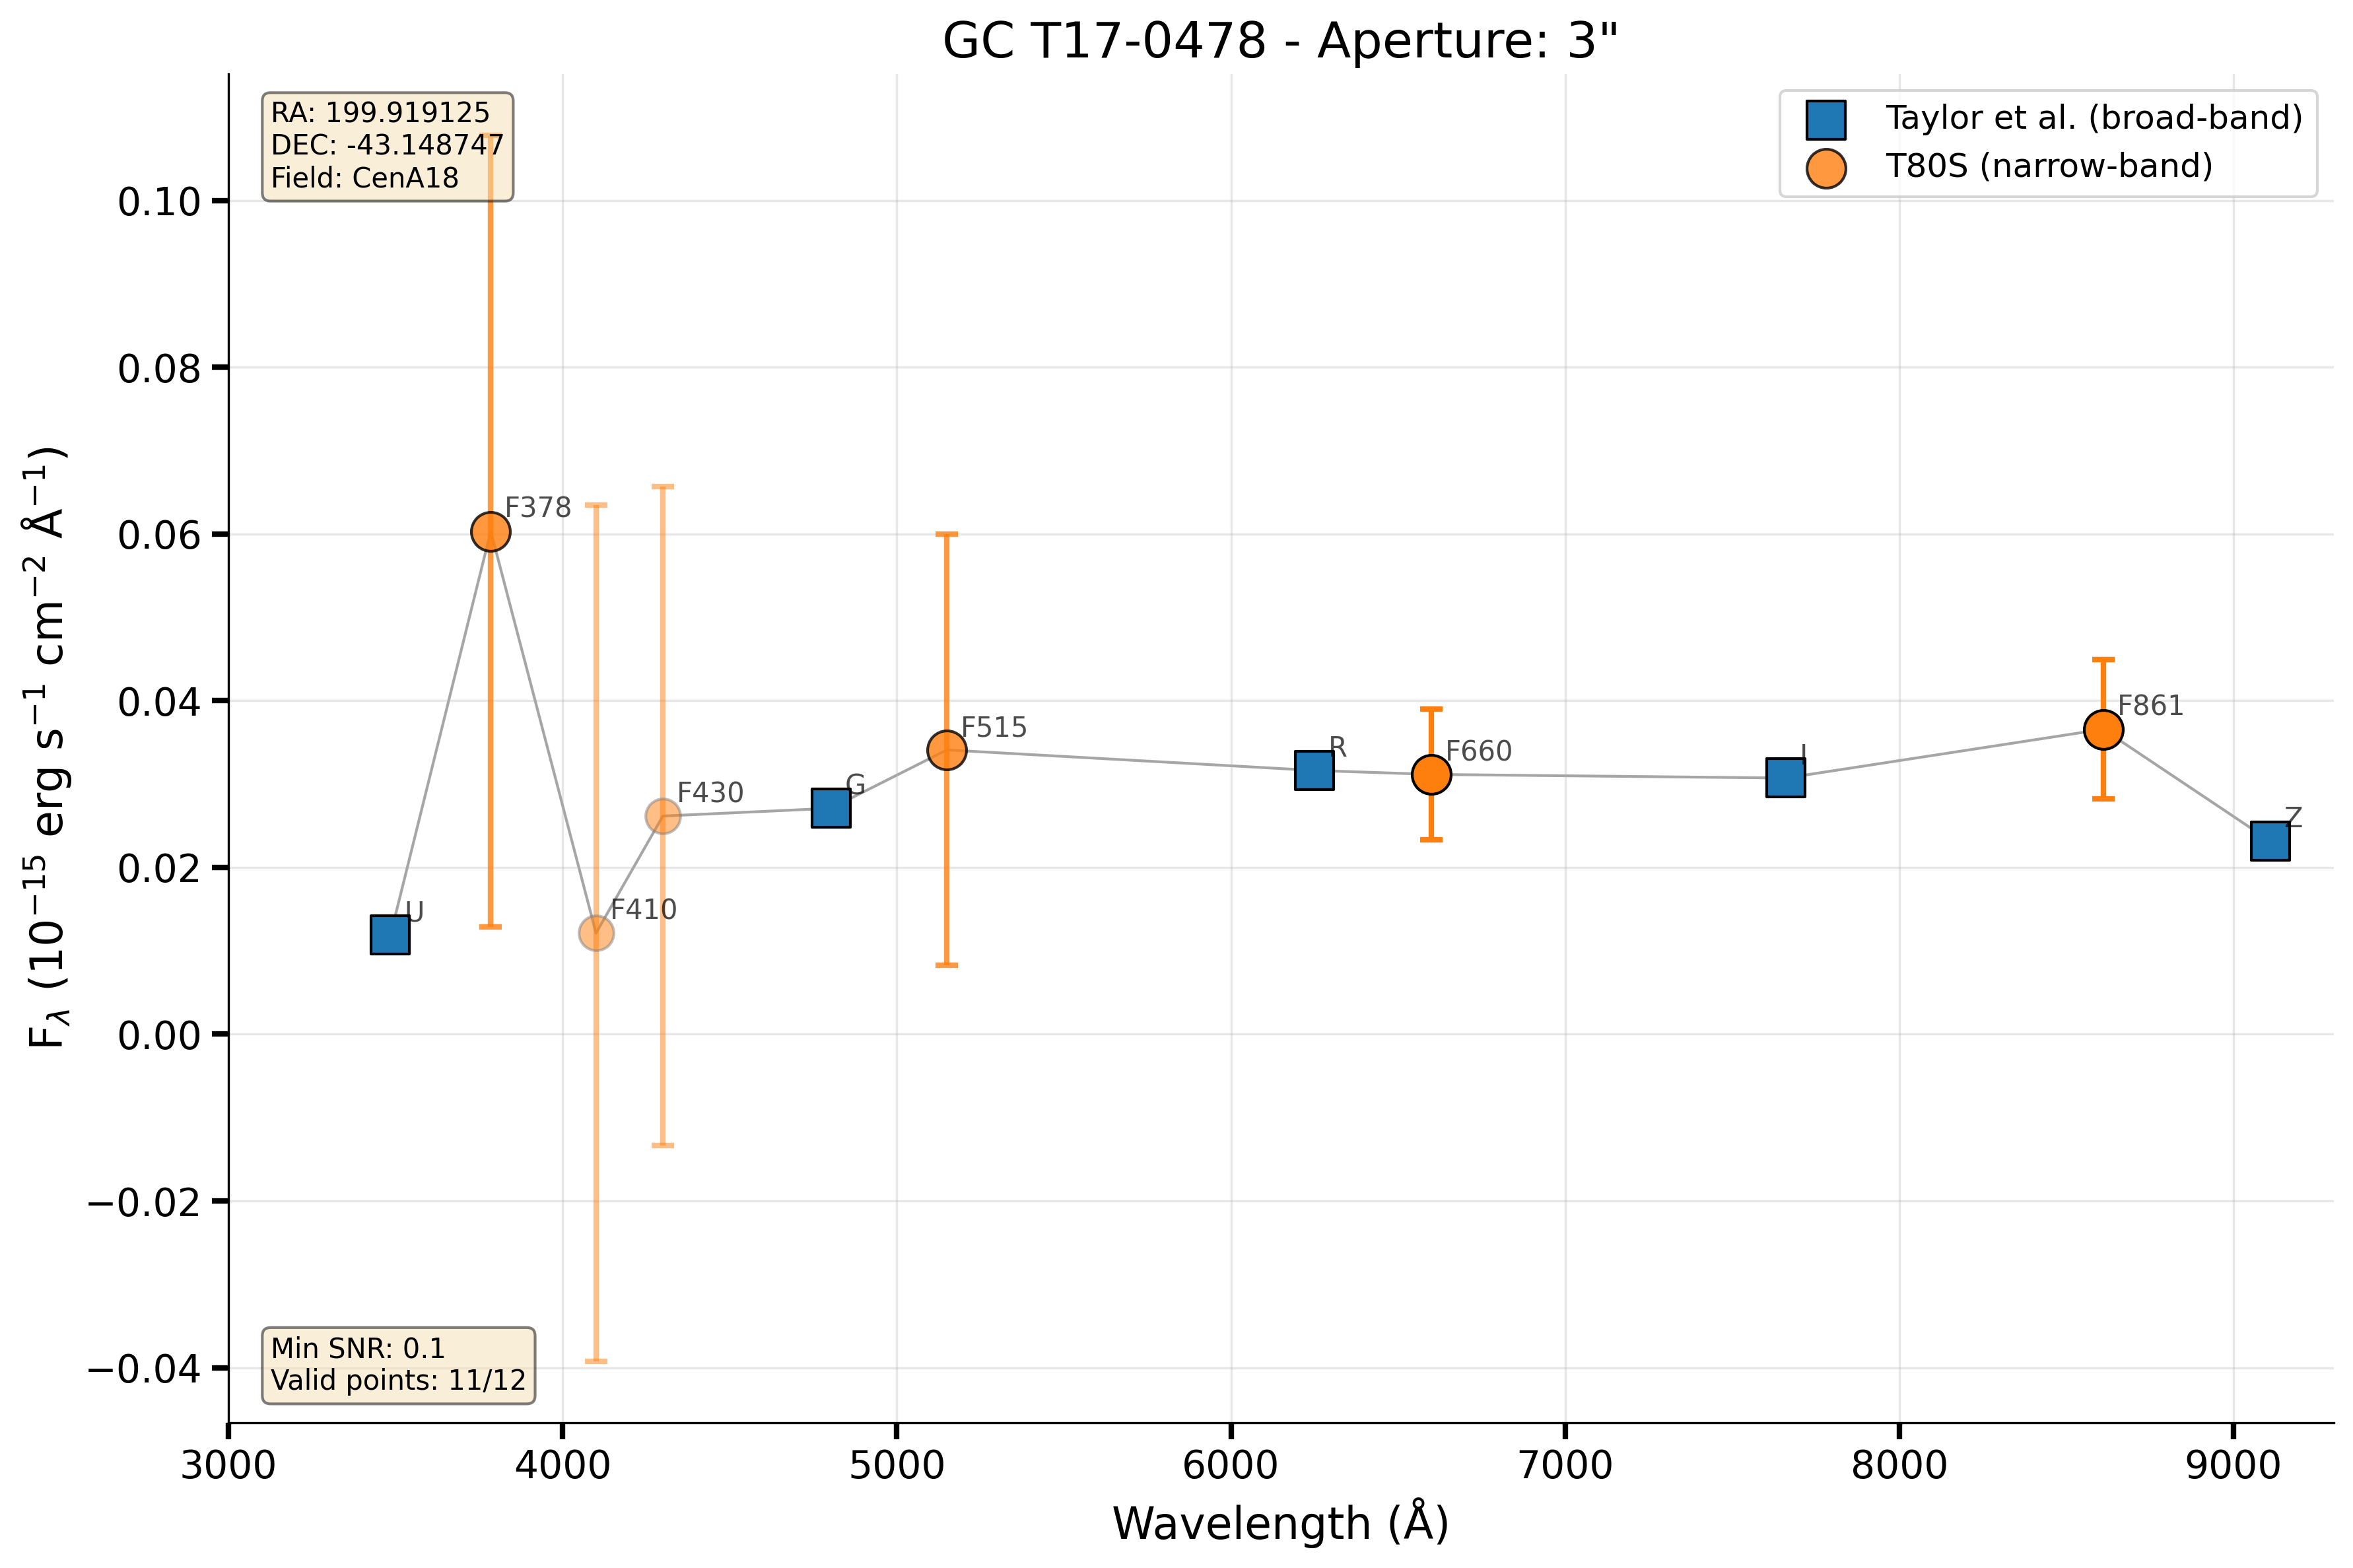 GC T17-0478 - Aperture: 3"
RA: 199.919125
DEC: -43.148747
Field: CenA18
Taylor et al. (broad-band)
T80S (narrow-band)
F_λ (10⁻¹⁵ erg s⁻¹ cm⁻² Å⁻¹)
0.10
0.08
0.06
0.04
0.02
0.00
−0.02
−0.04
U
F378
F410
F430
G
F515
R
F660
I
F861
Z
Min SNR: 0.1
Valid points: 11/12
3000
4000
5000
6000
7000
8000
9000
Wavelength (Å)